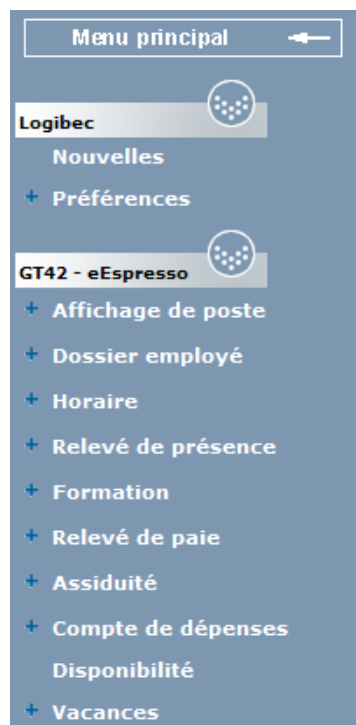 Menu principal
Logibec
Nouvelles
+ Préférences
GT42 - eEspresso
+ Affichage de poste
+ Dossier employé
+ Horaire
+ Relevé de présence
+ Formation
+ Relevé de paie
+ Assiduité
+ Compte de dépenses
Disponibilité
+ Vacances